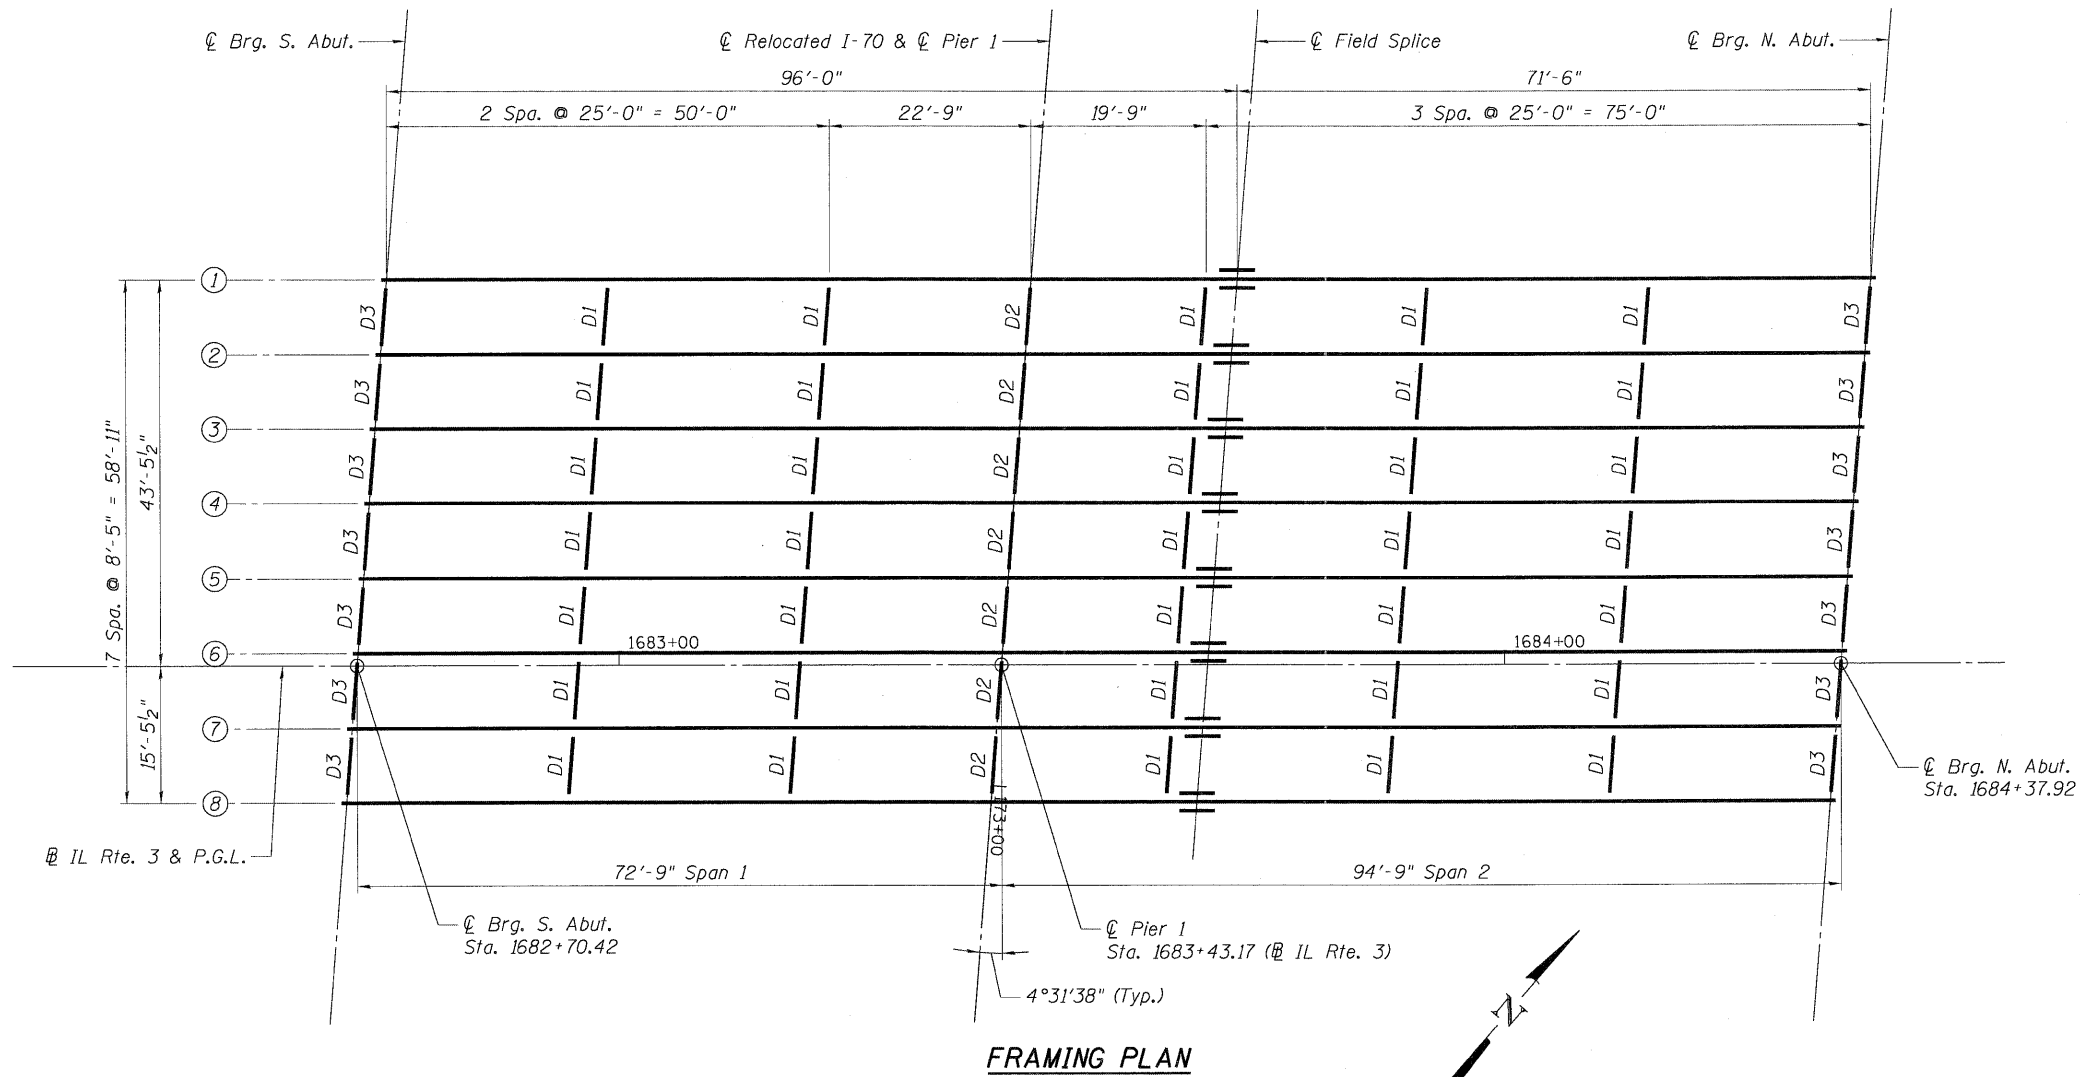 ℄ Brg. S. Abut.
℄ Relocated I-70 & ℄ Pier 1
℄ Field Splice
℄ Brg. N. Abut.
96'-0"
71'-6"
2 Spa. @ 25'-0" = 50'-0"
22'-9"
19'-9"
3 Spa. @ 25'-0" = 75'-0"
1
D3 D1 D1 D2 D1 D1 D1 D3
2
D3 D1 D1 D2 D1 D1 D1 D3
3
D3 D1 D1 D2 D1 D1 D1 D3
4
D3 D1 D1 D2 D1 D1 D1 D3
5
D3 D1 D1 D2 D1 D1 D1 D3
6
1683+00
1684+00
D3 D1 D1 D2 D1 D1 D1 D3
7
D3 D1 D1 D2 D1 D1 D1 D3
8
7 Spa. @ 8'-5" = 58'-11"
43'-5½"
15'-5½"
173+00
℄ Brg. N. Abut.
Sta. 1684+37.92
⅊ IL Rte. 3 & P.G.L.
72'-9" Span 1
94'-9" Span 2
℄ Brg. S. Abut.
Sta. 1682+70.42
℄ Pier 1
Sta. 1683+43.17 (⅊ IL Rte. 3)
4°31'38" (Typ.)
N
FRAMING PLAN